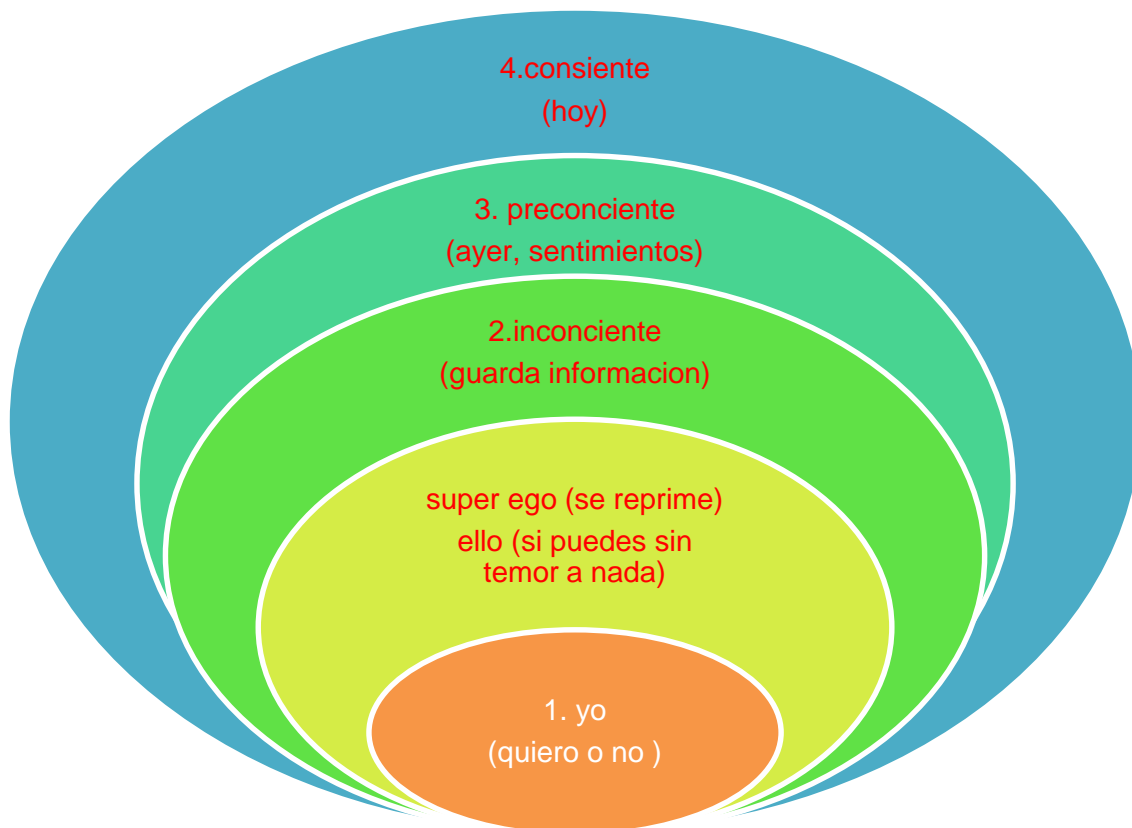 4.consiente
(hoy)
3. preconciente
(ayer, sentimientos)
2.inconciente
(guarda informacion)
super ego (se reprime)
ello (si puedes sin
temor a nada)
1. yo
(quiero o no )